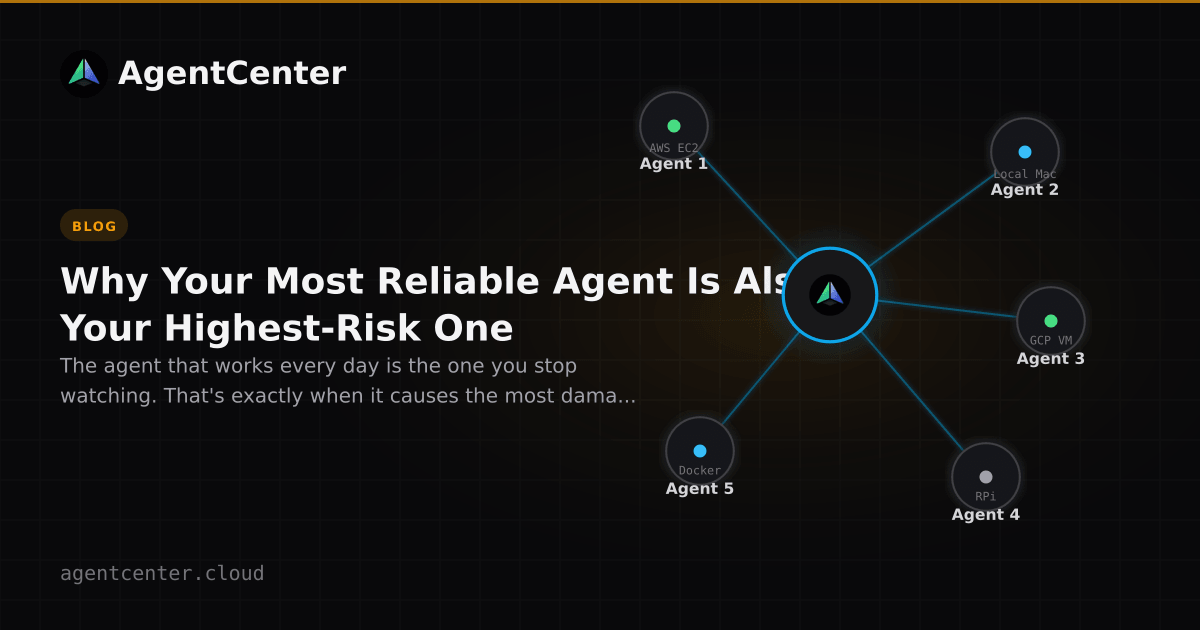 AgentCenter
BLOG
Why Your Most Reliable Agent Is Als
Your Highest-Risk One
The agent that works every day is the one you stop
watching. That's exactly when it causes the most dama...
agentcenter.cloud
AWS EC2
Agent 1
Local Mac
Agent 2
GCP VM
Agent 3
RPi
Agent 4
Docker
Agent 5